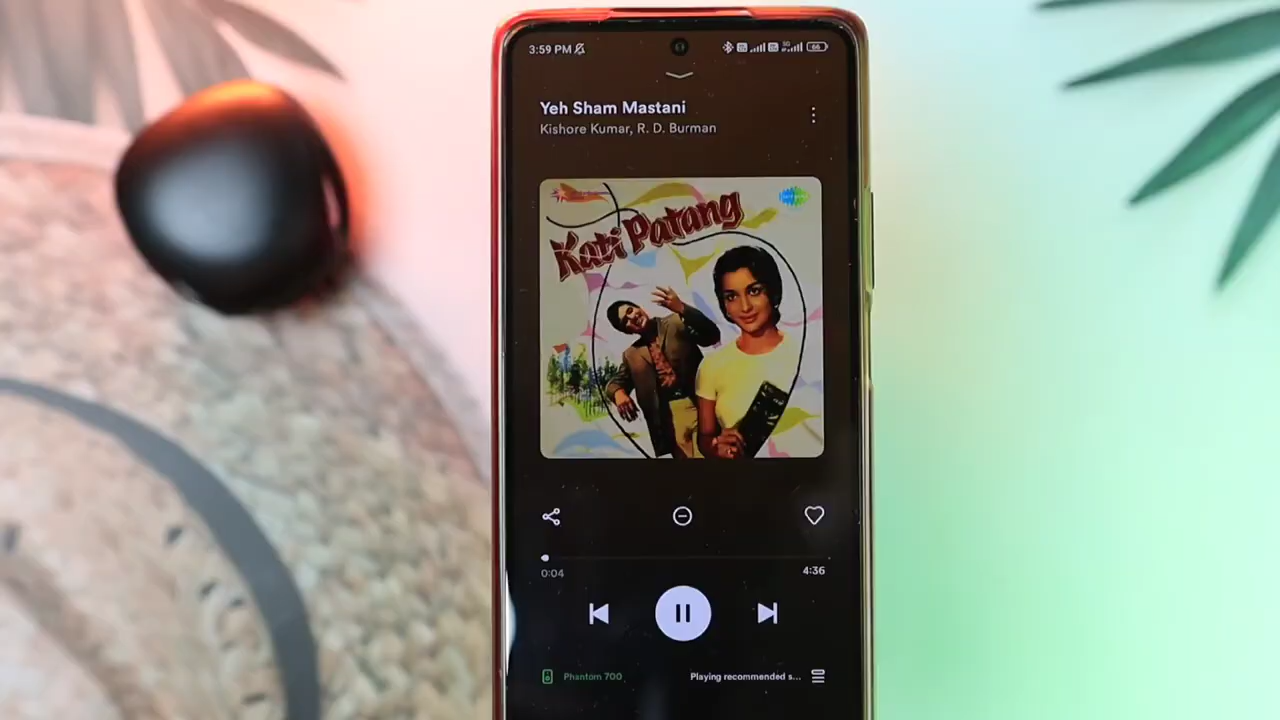 3:59 PM
66
Yeh Sham Mastani
Kishore Kumar, R. D. Burman
Kati Patang
0:04
4:36
Phantom 700
Playing recommended s...